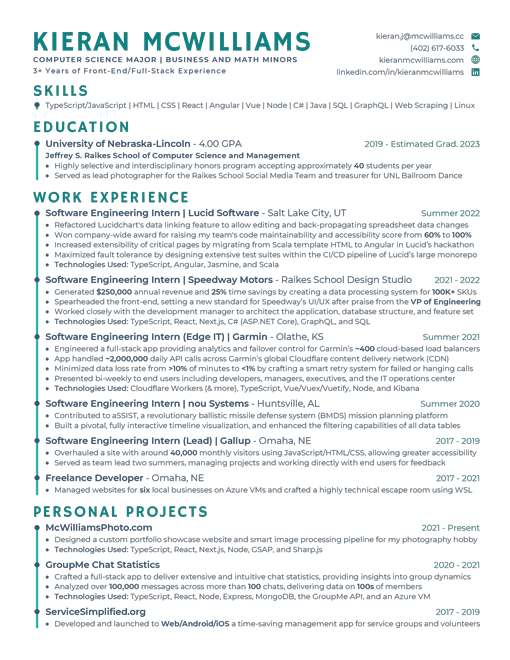 KIERAN MCWILLIAMS
COMPUTER SCIENCE MAJOR | BUSINESS AND MATH MINORS
3+ Years of Front-End/Full-Stack Experience
kieran.j@mcwilliams.cc
(402) 617-6033
kieranmcwilliams.com
linkedin.com/in/kieranmcwilliams
SKILLS
TypeScript/JavaScript | HTML | CSS | React | Angular | Vue | Node | C# | Java | SQL | GraphQL | Web Scraping | Linux
EDUCATION
University of Nebraska-Lincoln - 4.00 GPA 2019 - Estimated Grad. 2023
Jeffrey S. Raikes School of Computer Science and Management
• Highly selective and interdisciplinary honors program accepting approximately 40 students per year
• Served as lead photographer for the Raikes School Social Media Team and treasurer for UNL Ballroom Dance
WORK EXPERIENCE
Software Engineering Intern | Lucid Software - Salt Lake City, UT Summer 2022
• Refactored Lucidchart's data linking feature to allow editing and back-propagating spreadsheet data changes
• Won company-wide award for raising my team's code maintainability and accessibility score from 60% to 100%
• Increased extensibility of critical pages by migrating from Scala template HTML to Angular in Lucid's hackathon
• Maximized fault tolerance by designing extensive test suites within the CI/CD pipeline of Lucid's large monorepo
• Technologies Used: TypeScript, Angular, Jasmine, and Scala
Software Engineering Intern | Speedway Motors - Raikes School Design Studio 2021 - 2022
• Generated $250,000 annual revenue and 25% time savings by creating a data processing system for 100K+ SKUs
• Spearheaded the front-end, setting a new standard for Speedway's UI/UX after praise from the VP of Engineering
• Worked closely with the development manager to architect the application, database structure, and feature set
• Technologies Used: TypeScript, React, Next.js, C# (ASP.NET Core), GraphQL, and SQL
Software Engineering Intern (Edge IT) | Garmin - Olathe, KS Summer 2021
• Engineered a full-stack app providing analytics and failover control for Garmin's ~400 cloud-based load balancers
• App handled ~2,000,000 daily API calls across Garmin's global Cloudflare content delivery network (CDN)
• Minimized data loss rate from >10% of minutes to <1% by crafting a smart retry system for failed or hanging calls
• Presented bi-weekly to end users including developers, managers, executives, and the IT operations center
• Technologies Used: Cloudflare Workers (& more), TypeScript, Vue/Vuex/Vuetify, Node, and Kibana
Software Engineering Intern | nou Systems - Huntsville, AL Summer 2020
• Contributed to aSSIST, a revolutionary ballistic missile defense system (BMDS) mission planning platform
• Built a pivotal, fully interactive timeline visualization, and enhanced the filtering capabilities of all data tables
Software Engineering Intern (Lead) | Gallup - Omaha, NE 2017 - 2019
• Overhauled a site with around 40,000 monthly visitors using JavaScript/HTML/CSS, allowing greater accessibility
• Served as team lead two summers, managing projects and working directly with end users for feedback
Freelance Developer - Omaha, NE 2017 - 2021
• Managed websites for six local businesses on Azure VMs and crafted a highly technical escape room using WSL
PERSONAL PROJECTS
McWilliamsPhoto.com 2021 - Present
• Designed a custom portfolio showcase website and smart image processing pipeline for my photography hobby
• Technologies Used: TypeScript, React, Next.js, Node, GSAP, and Sharp.js
GroupMe Chat Statistics 2020 - 2021
• Crafted a full-stack app to deliver extensive and intuitive chat statistics, providing insights into group dynamics
• Analyzed over 100,000 messages across more than 100 chats, delivering data on 100s of members
• Technologies Used: TypeScript, React, Node, Express, MongoDB, the GroupMe API, and an Azure VM
ServiceSimplified.org 2017 - 2019
• Developed and launched to Web/Android/iOS a time-saving management app for service groups and volunteers